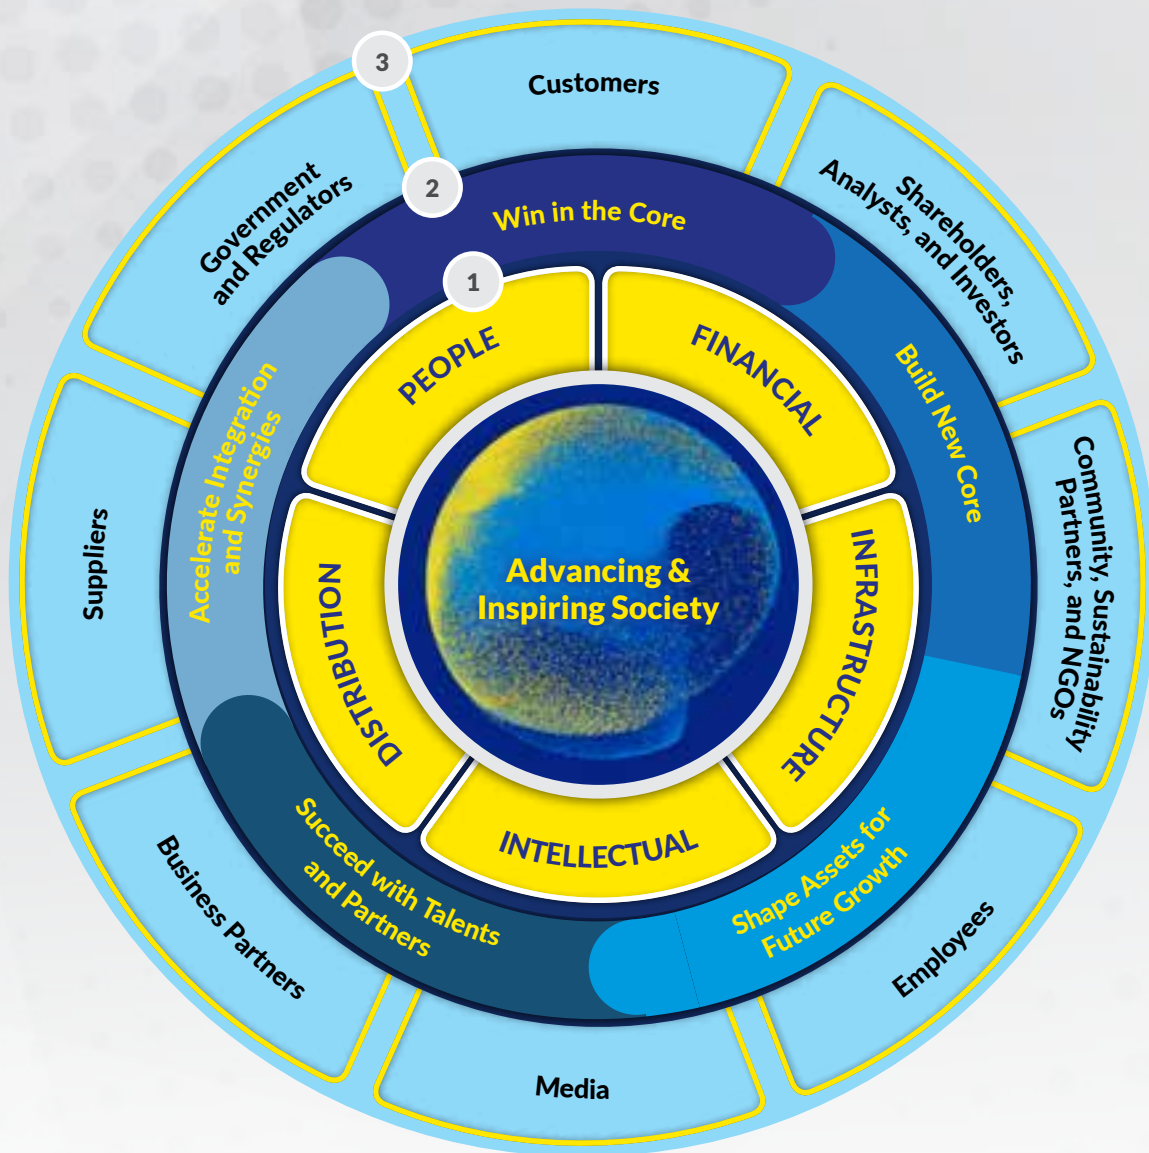 3
Customers
2
Government
and Regulators
Shareholders,
Analysts, and Investors
Win in the Core
1
PEOPLE
FINANCIAL
Build New Core
Accelerate Integration
and Synergies
Community, Sustainability
Partners, and NGOs
Suppliers
DISTRIBUTION
INFRASTRUCTURE
Advancing &
Inspiring Society
INTELLECTUAL
Succeed with Talents
and Partners
Shape Assets for
Future Growth
Business Partners
Employees
Media